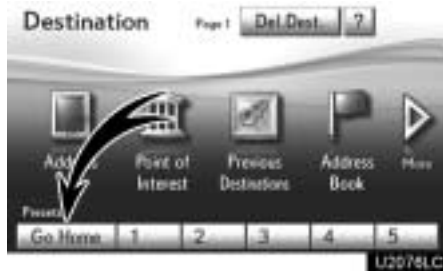 Destination Page 1 Del.Dest. ?
Address Point of Interest Previous Destinations Address Book More
Presets
Go Home 1 2 3 4 5
U2076LC